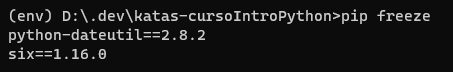 (env) D:\.dev\katas-cursoIntroPython>pip freeze
python-dateutil==2.8.2
six==1.16.0